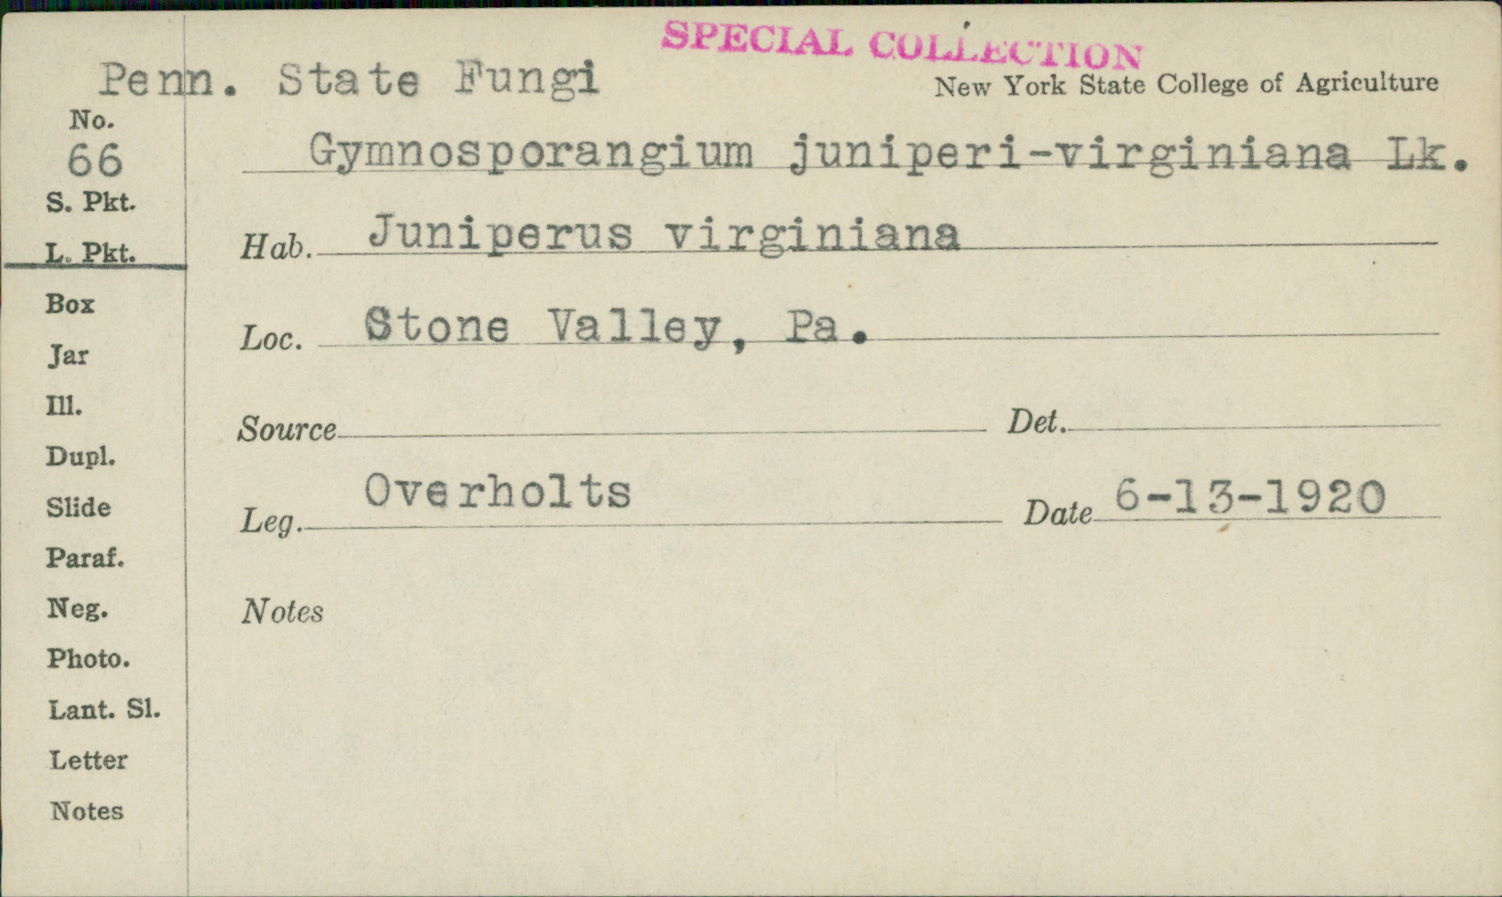 SPECIAL COLLECTION
Penn. State Fungi
New York State College of Agriculture
No.
66
Gymnosporangium juniperi-virginiana Lk.
S. Pkt.
L. Pkt.
Hab. Juniperus virginiana
Box
Loc. Stone Valley, Pa.
Jar
Ill.
Source
Det.
Dupl.
Slide
Leg. Overholts
Date 6-13-1920
Paraf.
Neg.
Notes
Photo.
Lant. Sl.
Letter
Notes